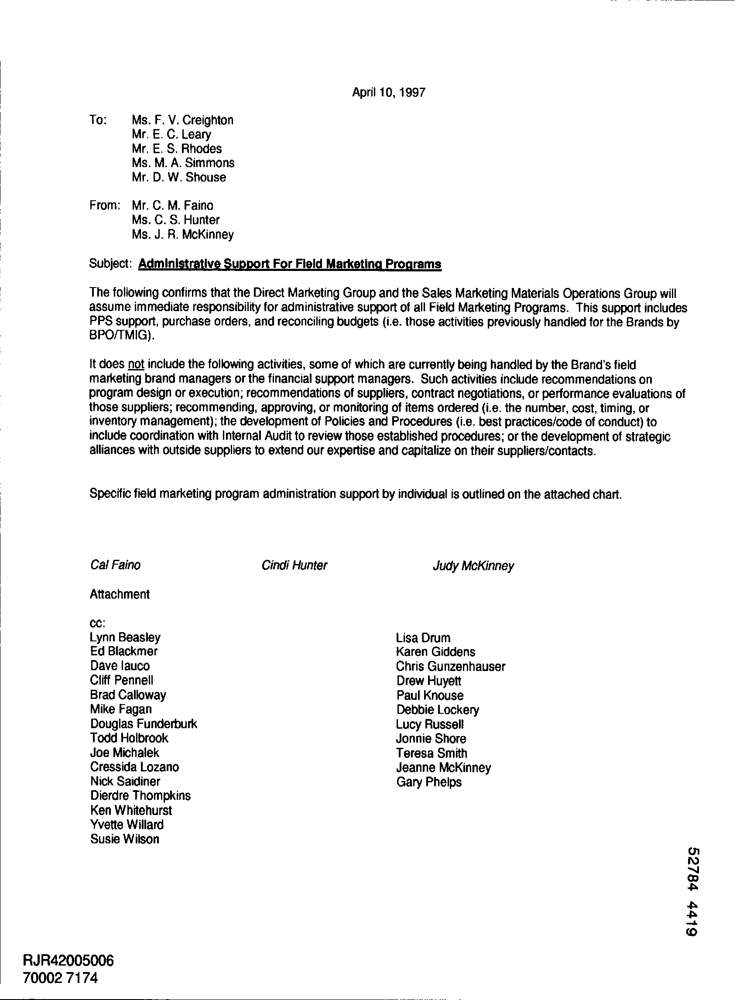 April 10, 1997
To: Ms. F. V. Creighton
Mr. E. C. Leary
Mr. E. S. Rhodes
Ms. M. A. Simmons
Mr. D. W. Shouse
From: Mr. C. M. Faino
Ms. C. S. Hunter
Ms. J. R. McKinney
Subject: Administrative Support For Field Marketing Programs
The following confirms that the Direct Marketing Group and the Sales Marketing Materials Operations Group will
assume immediate responsibility for administrative support of all Field Marketing Programs. This support includes
PPS support, purchase orders, and reconciling budgets (i.e. those activities previously handled for the Brands by
BPO/TMIG).
It does not include the following activities, some of which are currently being handled by the Brand's field
marketing brand managers or the financial support managers. Such activities include recommendations on
program design or execution; recommendations of suppliers, contract negotiations, or performance evaluations of
those suppliers; recommending, approving, or monitoring of items ordered (i.e. the number, cost, timing, or
inventory management); the development of Policies and Procedures (i.e. best practices/code of conduct) to
include coordination with Internal Audit to review those established procedures; or the development of strategic
alliances with outside suppliers to extend our expertise and capitalize on their suppliers/contacts.
Specific field marketing program administration support by individual is outlined on the attached chart.
Cal Faino Cindi Hunter Judy McKinney
Attachment
cc:
Lynn Beasley
Ed Blackmer
Dave Iauco
Cliff Pennell
Brad Calloway
Mike Fagan
Douglas Funderburk
Todd Holbrook
Joe Michalek
Cressida Lozano
Nick Saidiner
Dierdre Thompkins
Ken Whitehurst
Yvette Willard
Susie Wilson
Lisa Drum
Karen Giddens
Chris Gunzenhauser
Drew Huyett
Paul Knouse
Debbie Lockery
Lucy Russell
Jonnie Shore
Teresa Smith
Jeanne McKinney
Gary Phelps
52784 4419
RJR42005006
70002 7174